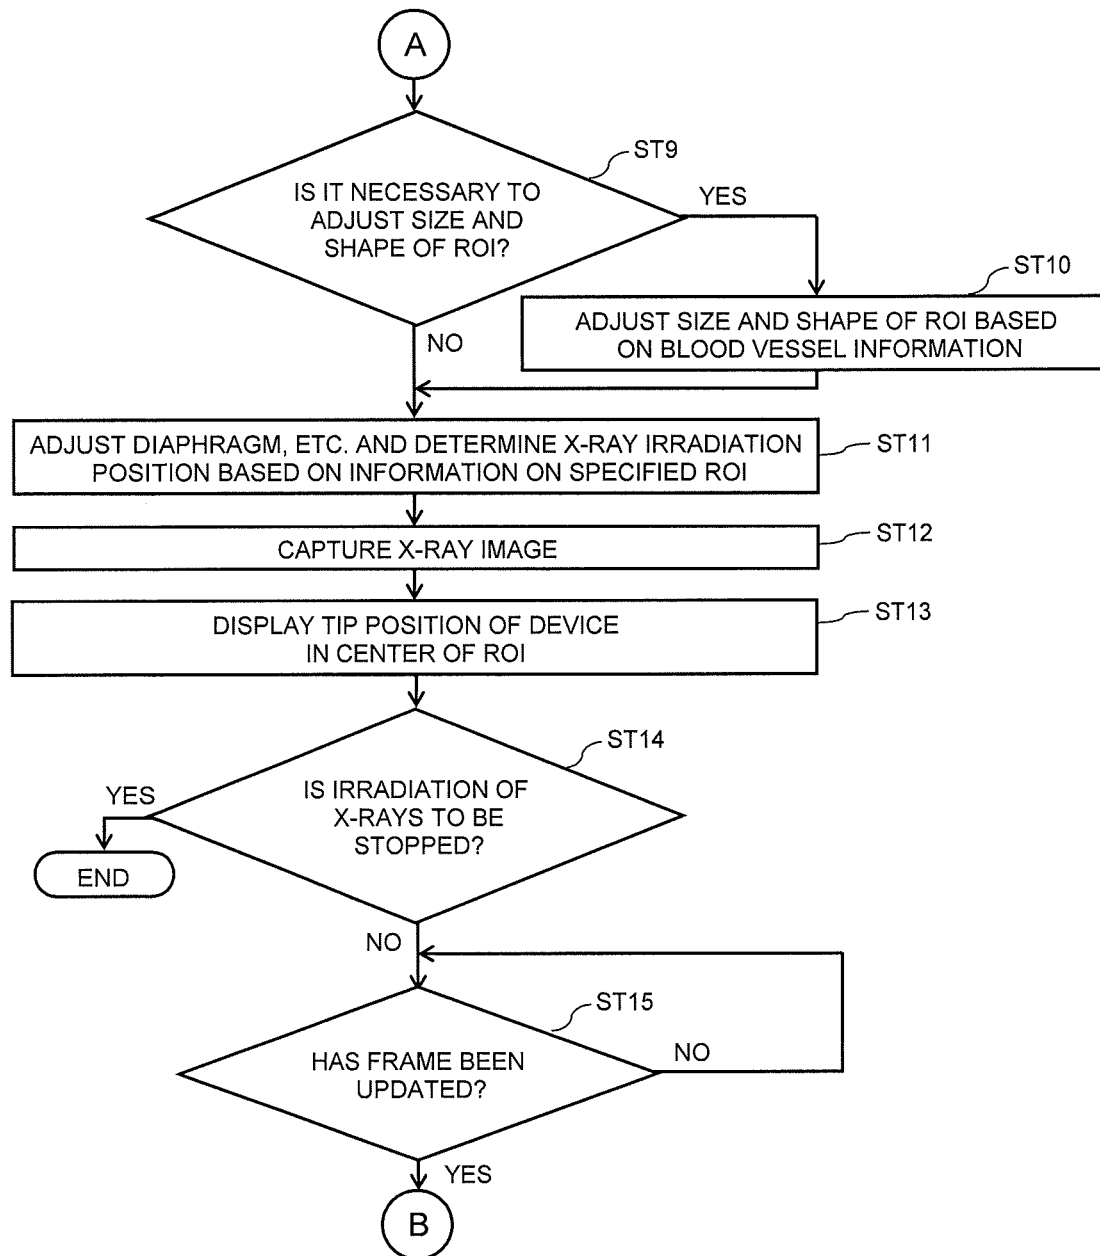 A
ST9
IS IT NECESSARY TO
ADJUST SIZE AND
SHAPE OF ROI?
YES
ST10
ADJUST SIZE AND SHAPE OF ROI BASED
ON BLOOD VESSEL INFORMATION
NO
ADJUST DIAPHRAGM, ETC. AND DETERMINE X-RAY IRRADIATION
POSITION BASED ON INFORMATION ON SPECIFIED ROI
ST11
CAPTURE X-RAY IMAGE
ST12
DISPLAY TIP POSITION OF DEVICE
IN CENTER OF ROI
ST13
ST14
IS IRRADIATION OF
X-RAYS TO BE
STOPPED?
YES
END
NO
ST15
HAS FRAME BEEN
UPDATED?
NO
YES
B